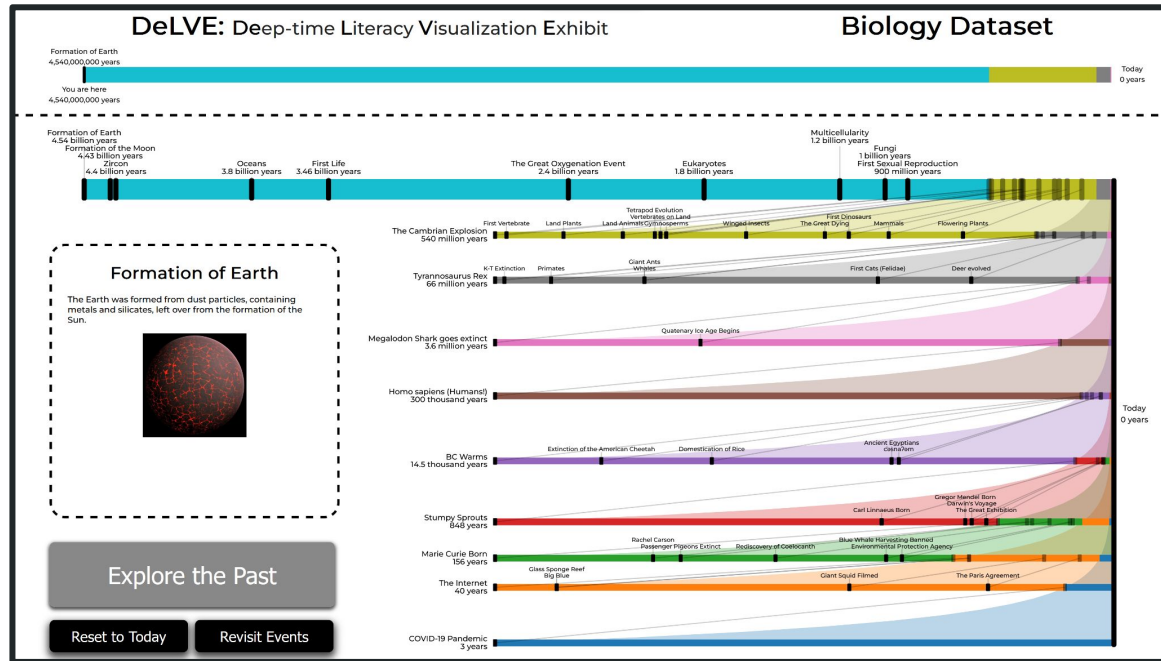 DeLVE: Deep-time Literacy Visualization Exhibit
Biology Dataset
Formation of Earth
4,540,000,000 years
You are here
4,540,000,000 years
Today
0 years
Formation of Earth
4.54 billion years
Formation of the Moon
4.43 billion years
Zircon
4.4 billion years
Oceans
3.8 billion years
First Life
3.46 billion years
The Great Oxygenation Event
2.4 billion years
Eukaryotes
1.8 billion years
Multicellularity
1.2 billion years
Fungi
1 billion years
First Sexual Reproduction
900 million years
The Cambrian Explosion
540 million years
First Vertebrate
Land Plants
Land Animals
Tetrapod Evolution
Vertebrates on Land
Gymnosperms
Winged Insects
The Great Dying
First Dinosaurs
Mammals
Flowering Plants
Tyrannosaurus Rex
66 million years
K-T Extinction
Primates
Giant Ants
Whales
First Cats (Felidae)
Deer evolved
Megalodon Shark goes extinct
3.6 million years
Quatenary Ice Age Begins
Homo sapiens (Humans!)
300 thousand years
Today
0 years
BC Warms
14.5 thousand years
Extinction of the American Cheetah
Domestication of Rice
Ancient Egyptians
c̓əsnaʔəm
Stumpy Sprouts
848 years
Carl Linnaeus Born
Gregor Mendel Born
Darwin's Voyage
The Great Exhibition
Marie Curie Born
156 years
Rachel Carson
Passenger Pigeons Extinct
Rediscovery of Coelecanth
Blue Whale Harvesting Banned
Environmental Protection Agency
The Internet
40 years
Glass Sponge Reef
Big Blue
Giant Squid Filmed
The Paris Agreement
COVID-19 Pandemic
3 years
Formation of Earth
The Earth was formed from dust particles, containing
metals and silicates, left over from the formation of the
Sun.
Explore the Past
Reset to Today
Revisit Events